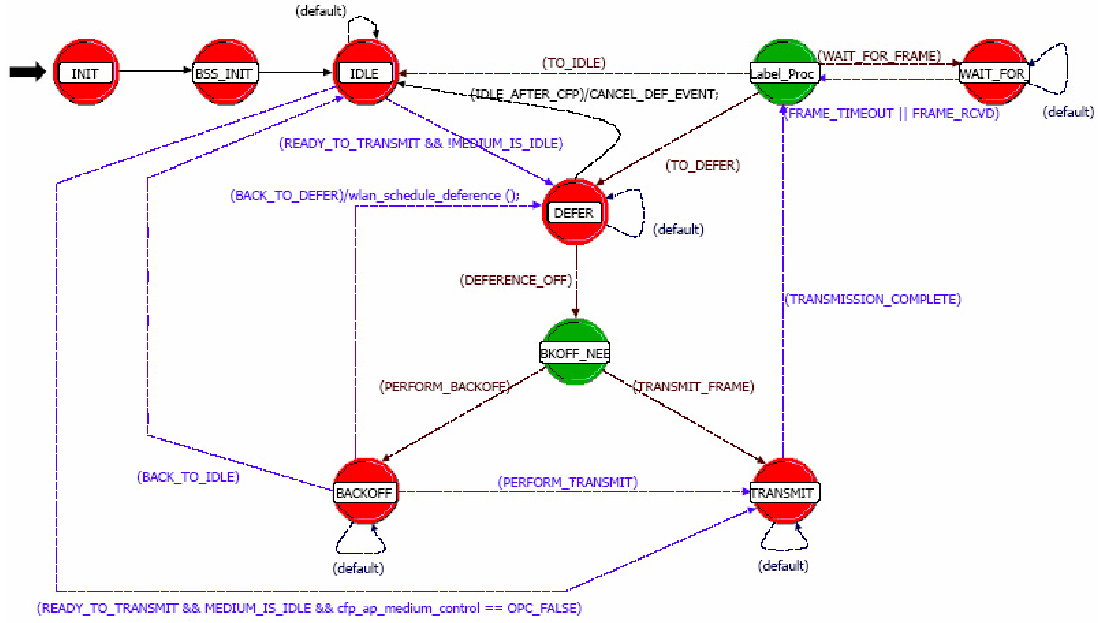 (default)
INIT
BSS_INIT
IDLE
(TO_IDLE)
Label_Proc
(WAIT_FOR_FRAME)
WAIT_FOR
(default)
(IDLE_AFTER_CFP)/CANCEL_DEF_EVENT;
(FRAME_TIMEOUT || FRAME_RCVD)
(READY_TO_TRANSMIT && !MEDIUM_IS_IDLE)
(TO_DEFER)
(BACK_TO_DEFER)/wlan_schedule_deference ();
DEFER
(default)
(DEFERENCE_OFF)
(TRANSMISSION_COMPLETE)
BKOFF_NEE
(PERFORM_BACKOFF)
(TRANSMIT_FRAME)
(BACK_TO_IDLE)
BACKOFF
(PERFORM_TRANSMIT)
TRANSMIT
(default)
(default)
(READY_TO_TRANSMIT && MEDIUM_IS_IDLE && cfp_ap_medium_control == OPC_FALSE)